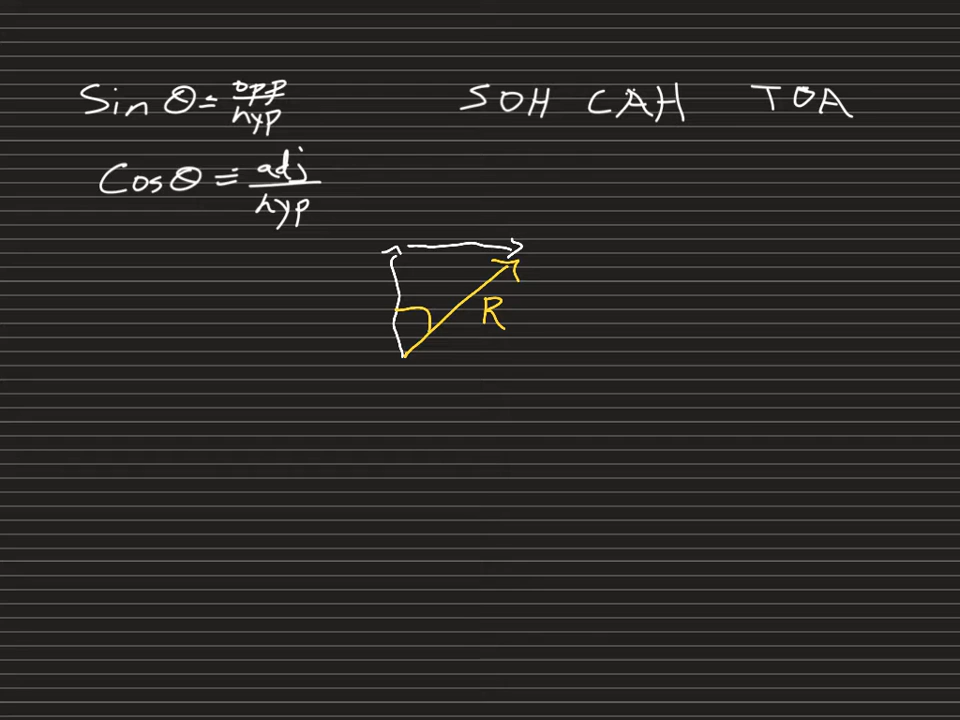 Sin θ = opp/hyp
SOH CAH TOA
Cos θ = adj/hyp
R